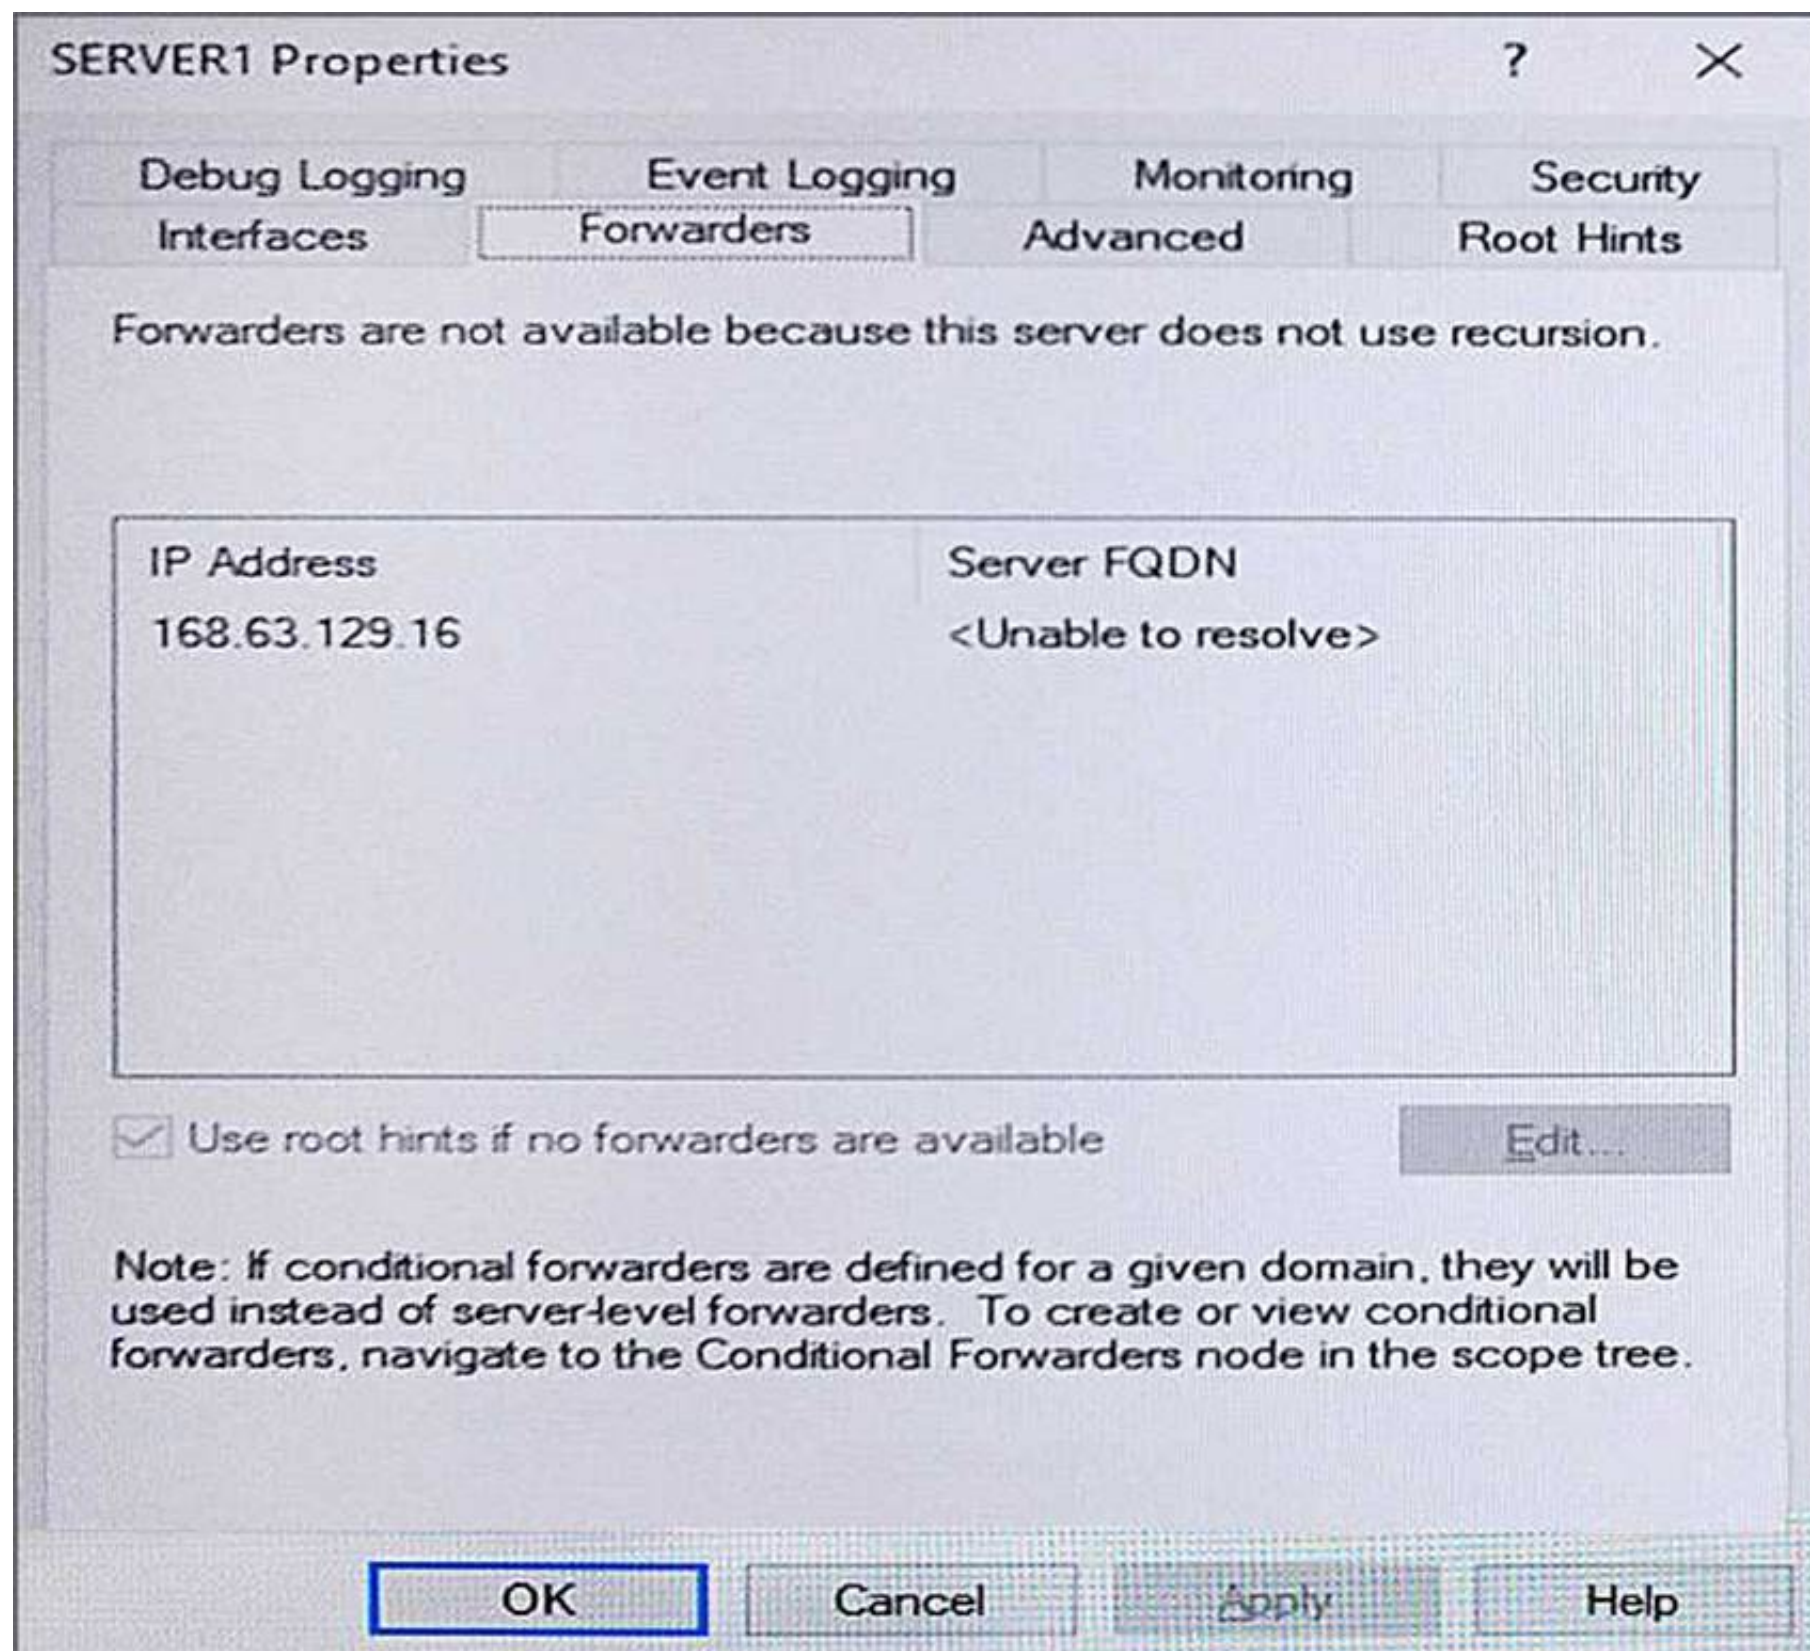 SERVER1 Properties
?
Debug Logging
Event Logging
Monitoring
Security
Interfaces
Forwarders
Advanced
Root Hints
Forwarders are not available because this server does not use recursion.
IP Address
Server FQDN
168.63.129.16
<Unable to resolve>
Use root hints if no forwarders are available
Edit...
Note: If conditional forwarders are defined for a given domain, they will be
used instead of server-level forwarders. To create or view conditional
forwarders, navigate to the Conditional Forwarders node in the scope tree.
OK
Cancel
Apply
Help